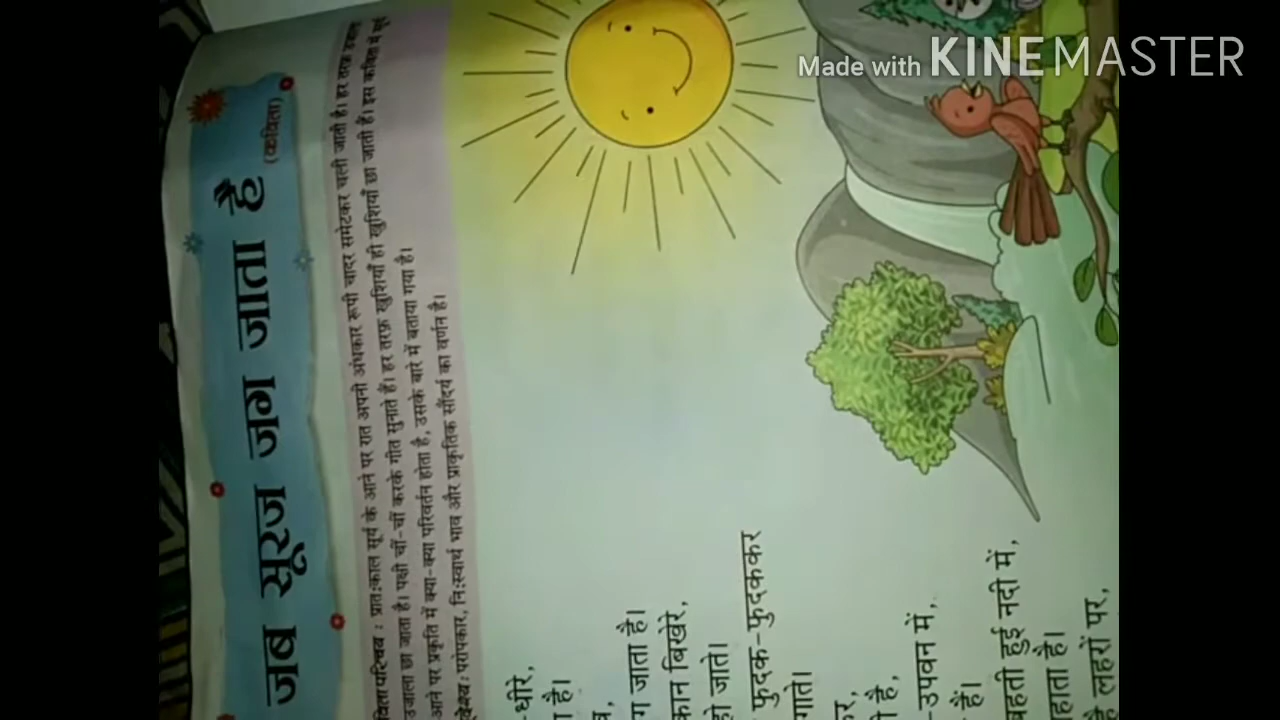 Made with KINEMASTER
जब सूरज जग जाता है
(कविता)
परिचय : प्रातःकाल सूर्य के आने पर रात अपनी अंधकार रूपी चादर समेटकर चली जाती है। हर तरफ़
उजाला छा जाता है। पक्षी चीं-चीं करके गीत सुनाते हैं। हर तरफ़ खुशियाँ ही खुशियाँ छा जाती हैं। इस कविता में
आने पर प्रकृति में क्या-क्या परिवर्तन होता है, उसके बारे में बताया गया है।
परोपकार, निःस्वार्थ भाव और प्राकृतिक सौंदर्य का वर्णन है।
-धीरे,
है।
जाता है।
बिखेरे,
हो जाते।
फुदक-फुदककर
गाते।
है,
-उपवन में,
हैं।
बहती हुई नदी में,
है।
लहरों पर,